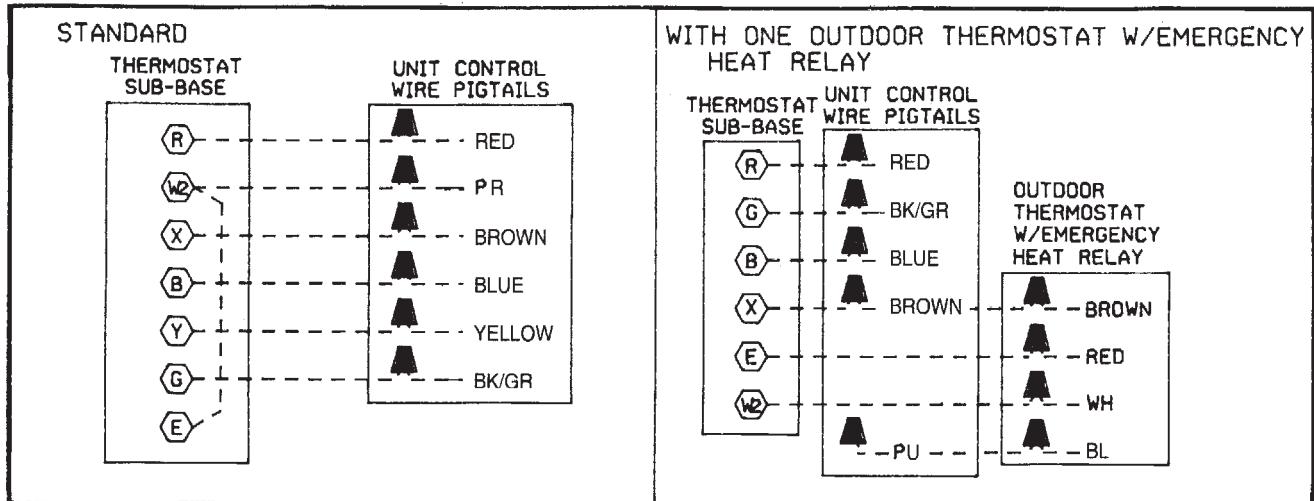 STANDARD
THERMOSTAT
SUB-BASE
UNIT CONTROL
WIRE PIGTAILS
R
RED
W2
PR
X
BROWN
B
BLUE
Y
YELLOW
G
BK/GR
E
WITH ONE OUTDOOR THERMOSTAT W/EMERGENCY
HEAT RELAY
THERMOSTAT
SUB-BASE
UNIT CONTROL
WIRE PIGTAILS
OUTDOOR
THERMOSTAT
W/EMERGENCY
HEAT RELAY
R
RED
G
BK/GR
B
BLUE
X
BROWN
BROWN
E
RED
W2
WH
PU
BL